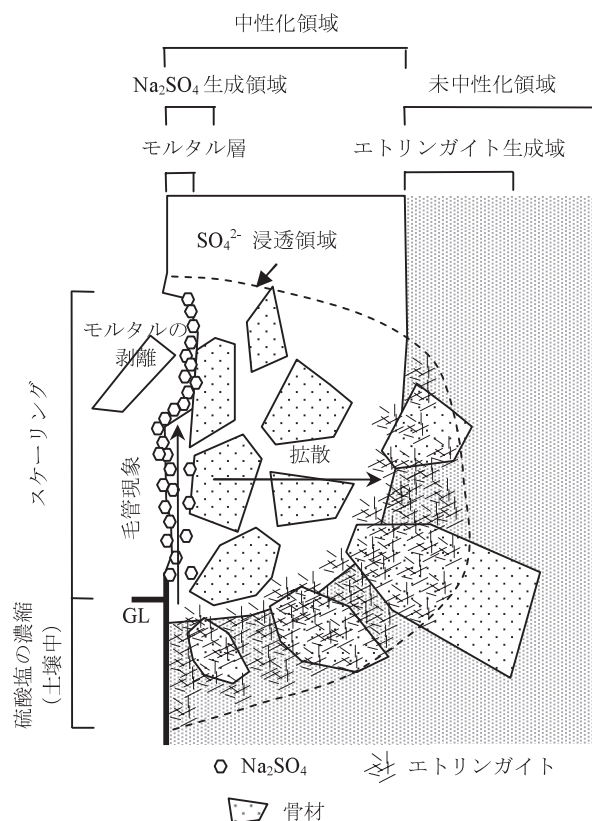 中性化領域
Na₂SO₄ 生成領域
未中性化領域
モルタル層
エトリンガイト生成域
SO₄²⁻ 浸透領域
モルタルの
剥離
スケーリング
毛管現象
拡散
GL
硫酸塩の濃縮
(土壌中)
Na₂SO₄
エトリンガイト
骨材